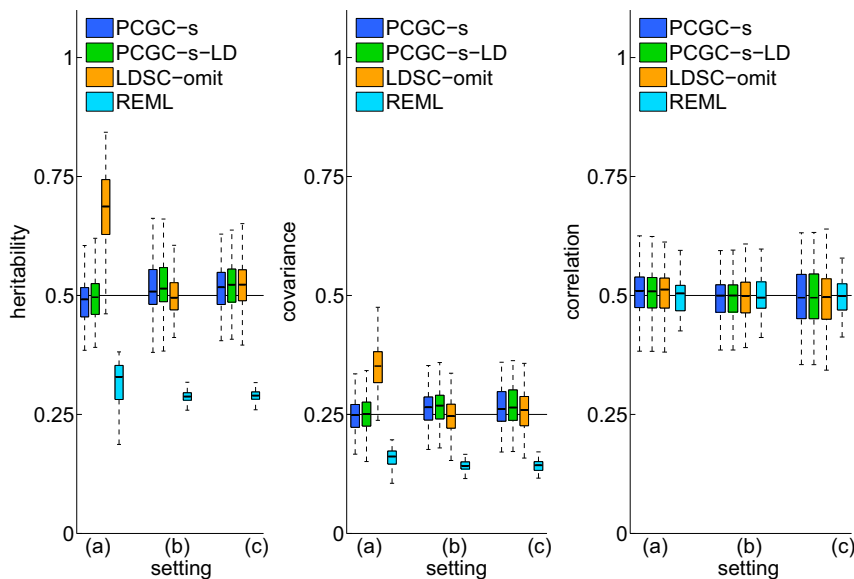 PCGC−s
PCGC−s−LD
LDSC−omit
REML
1
0.75
0.5
0.25
0
heritability
(a)
(b)
(c)
setting
PCGC−s
PCGC−s−LD
LDSC−omit
REML
1
0.75
0.5
0.25
0
covariance
(a)
(b)
(c)
setting
PCGC−s
PCGC−s−LD
LDSC−omit
REML
1
0.75
0.5
0.25
0
correlation
(a)
(b)
(c)
setting